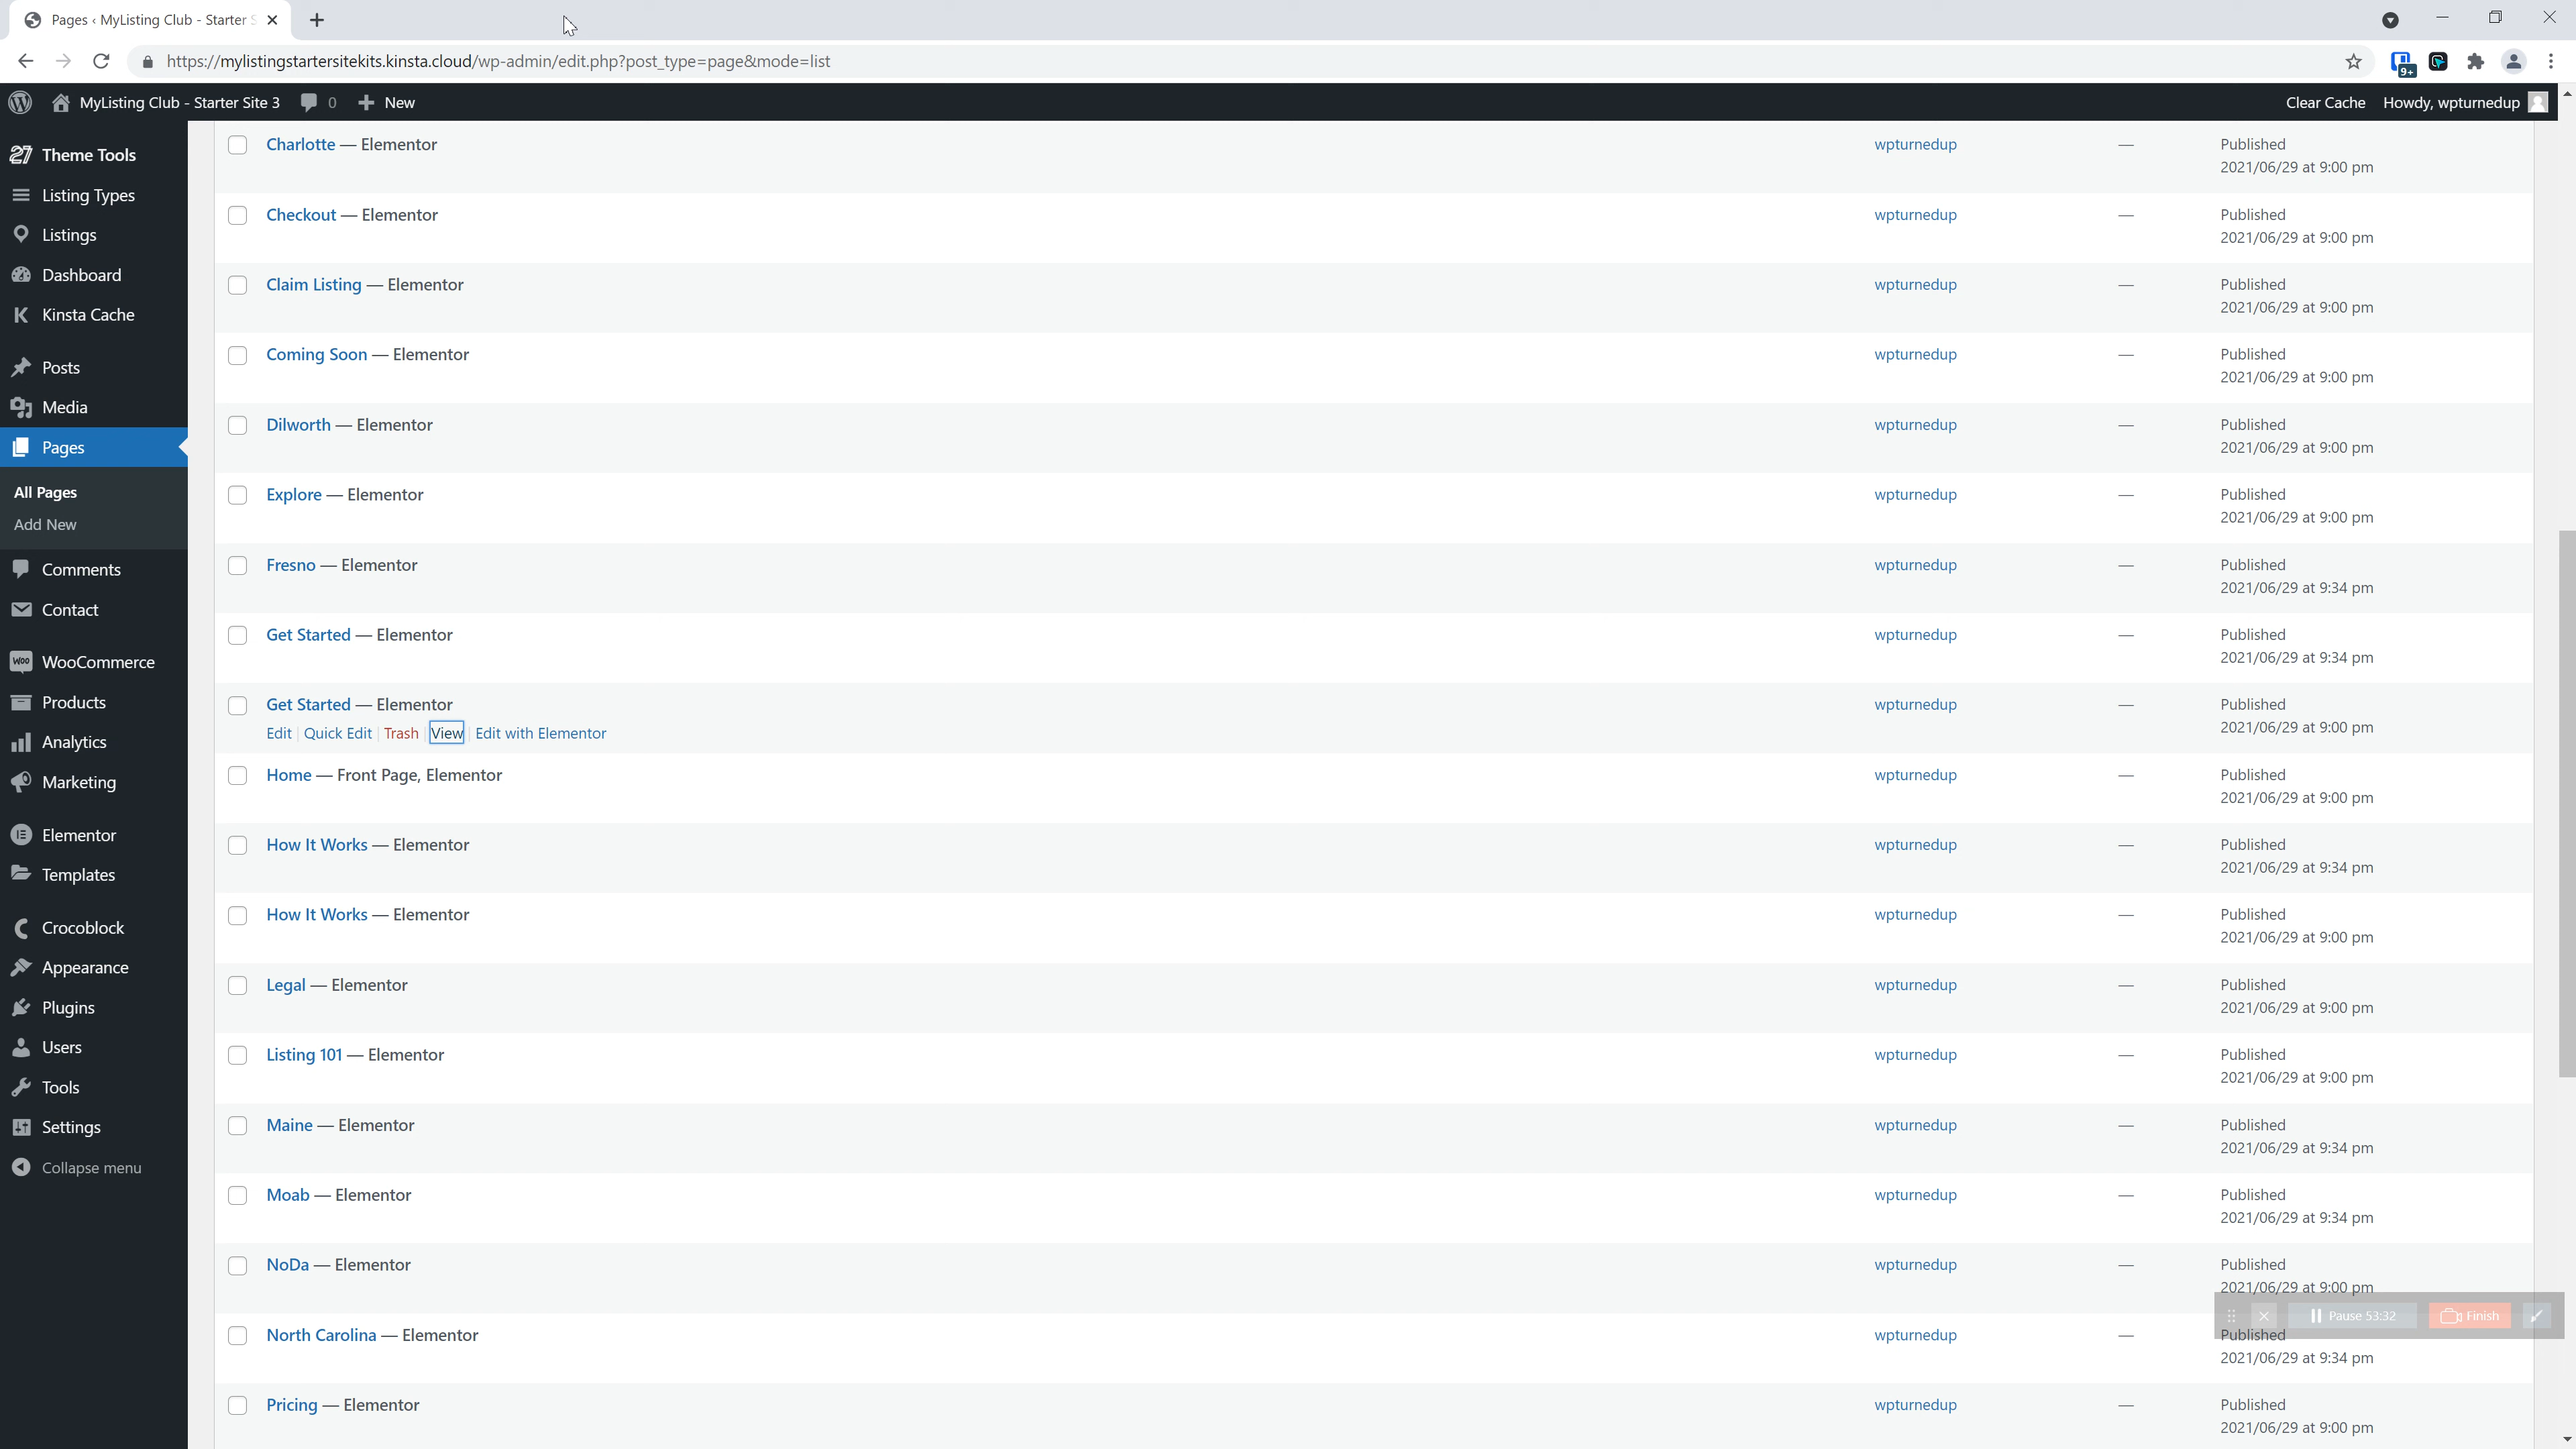 Pages ‹ MyListing Club - Starter S
https://mylistingstartersitekits.kinsta.cloud/wp-admin/edit.php?post_type=page&mode=list
9+
MyListing Club - Starter Site 3 0 New Clear Cache Howdy, wpturnedup
27 Theme Tools
Listing Types
Listings
Dashboard
K Kinsta Cache
Posts
Media
Pages
All Pages
Add New
Comments
Contact
Woo WooCommerce
Products
Analytics
Marketing
Elementor
Templates
Crocoblock
Appearance
Plugins
Users
Tools
Settings
Collapse menu
Charlotte — Elementor wpturnedup — Published
2021/06/29 at 9:00 pm
Checkout — Elementor wpturnedup — Published
2021/06/29 at 9:00 pm
Claim Listing — Elementor wpturnedup — Published
2021/06/29 at 9:00 pm
Coming Soon — Elementor wpturnedup — Published
2021/06/29 at 9:00 pm
Dilworth — Elementor wpturnedup — Published
2021/06/29 at 9:00 pm
Explore — Elementor wpturnedup — Published
2021/06/29 at 9:00 pm
Fresno — Elementor wpturnedup — Published
2021/06/29 at 9:34 pm
Get Started — Elementor wpturnedup — Published
2021/06/29 at 9:34 pm
Get Started — Elementor wpturnedup — Published
Edit | Quick Edit | Trash | View | Edit with Elementor 2021/06/29 at 9:00 pm
Home — Front Page, Elementor wpturnedup — Published
2021/06/29 at 9:00 pm
How It Works — Elementor wpturnedup — Published
2021/06/29 at 9:34 pm
How It Works — Elementor wpturnedup — Published
2021/06/29 at 9:00 pm
Legal — Elementor wpturnedup — Published
2021/06/29 at 9:00 pm
Listing 101 — Elementor wpturnedup — Published
2021/06/29 at 9:00 pm
Maine — Elementor wpturnedup — Published
2021/06/29 at 9:34 pm
Moab — Elementor wpturnedup — Published
2021/06/29 at 9:34 pm
NoDa — Elementor wpturnedup — Published
2021/06/29 at 9:00 pm
Pause 53:32 Finish
North Carolina — Elementor wpturnedup — Published
2021/06/29 at 9:34 pm
Pricing — Elementor wpturnedup — Published
2021/06/29 at 9:00 pm